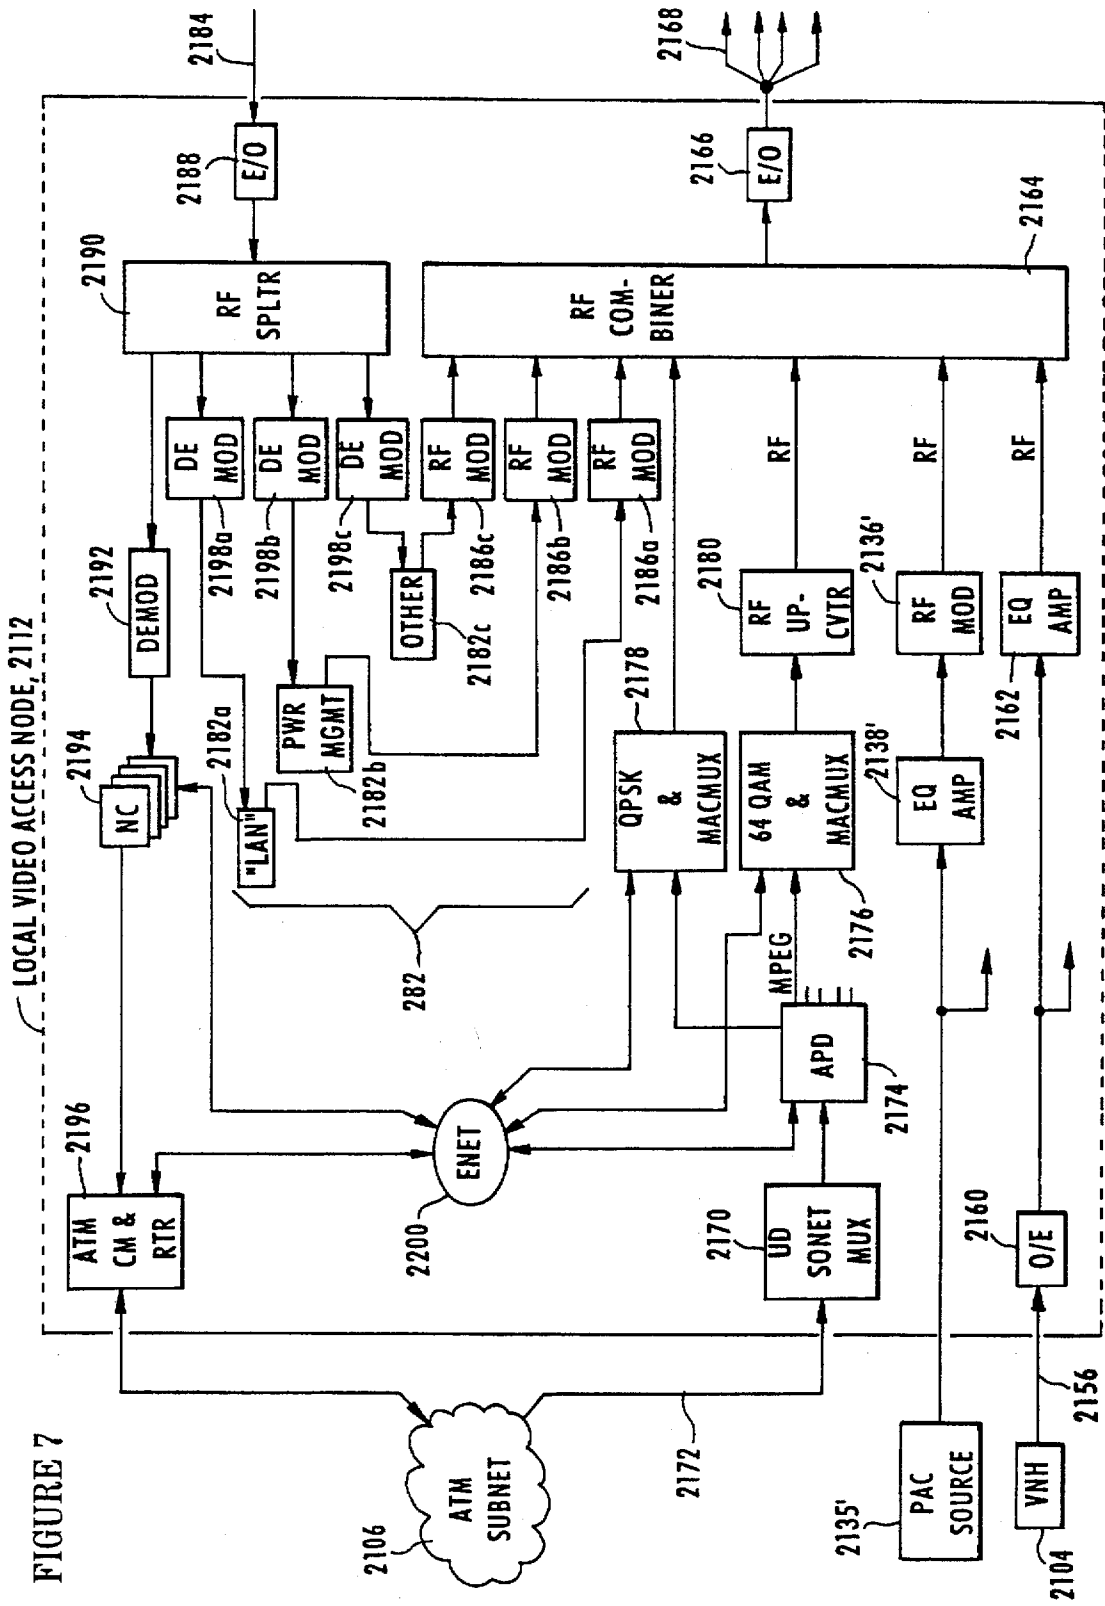 FIGURE 7
LOCAL VIDEO ACCESS NODE, 2112
2184
2188
E/O
2190
RF
SPLTR
2192
DEMOD
DE
MOD
2198a
DE
MOD
2198b
DE
MOD
2198c
2194
NC
2182a
"LAN"
PWR
MGMT
2182b
OTHER
2182c
RF
MOD
2186c
RF
MOD
2186b
RF
MOD
2186a
282
2196
ATM
CM &
RTR
ENET
2200
2168
2166
E/O
2164
RF
COM-
BINER
QPSK
&
MACMUX
2178
64 QAM
&
MACMUX
2176
MPEG
RF
UP-
CVTR
2180
RF
APD
2174
2170
UD
SONET
MUX
2172
ATM
SUBNET
2106
PAC
SOURCE
2135'
2138'
EQ
AMP
2136'
RF
MOD
RF
VNH
2104
2156
2160
O/E
2162
EQ
AMP
RF